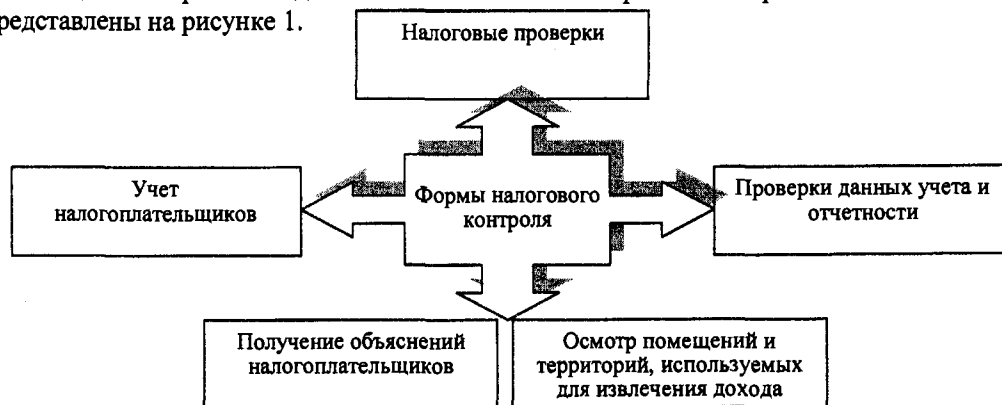 редставлены на рисунке 1.
Налоговые проверки
Учет
налогоплательщиков
Формы налогового
контроля
Проверки данных учета и
отчетности
Получение объяснений
налогоплательщиков
Осмотр помещений и
территорий, используемых
для извлечения дохода